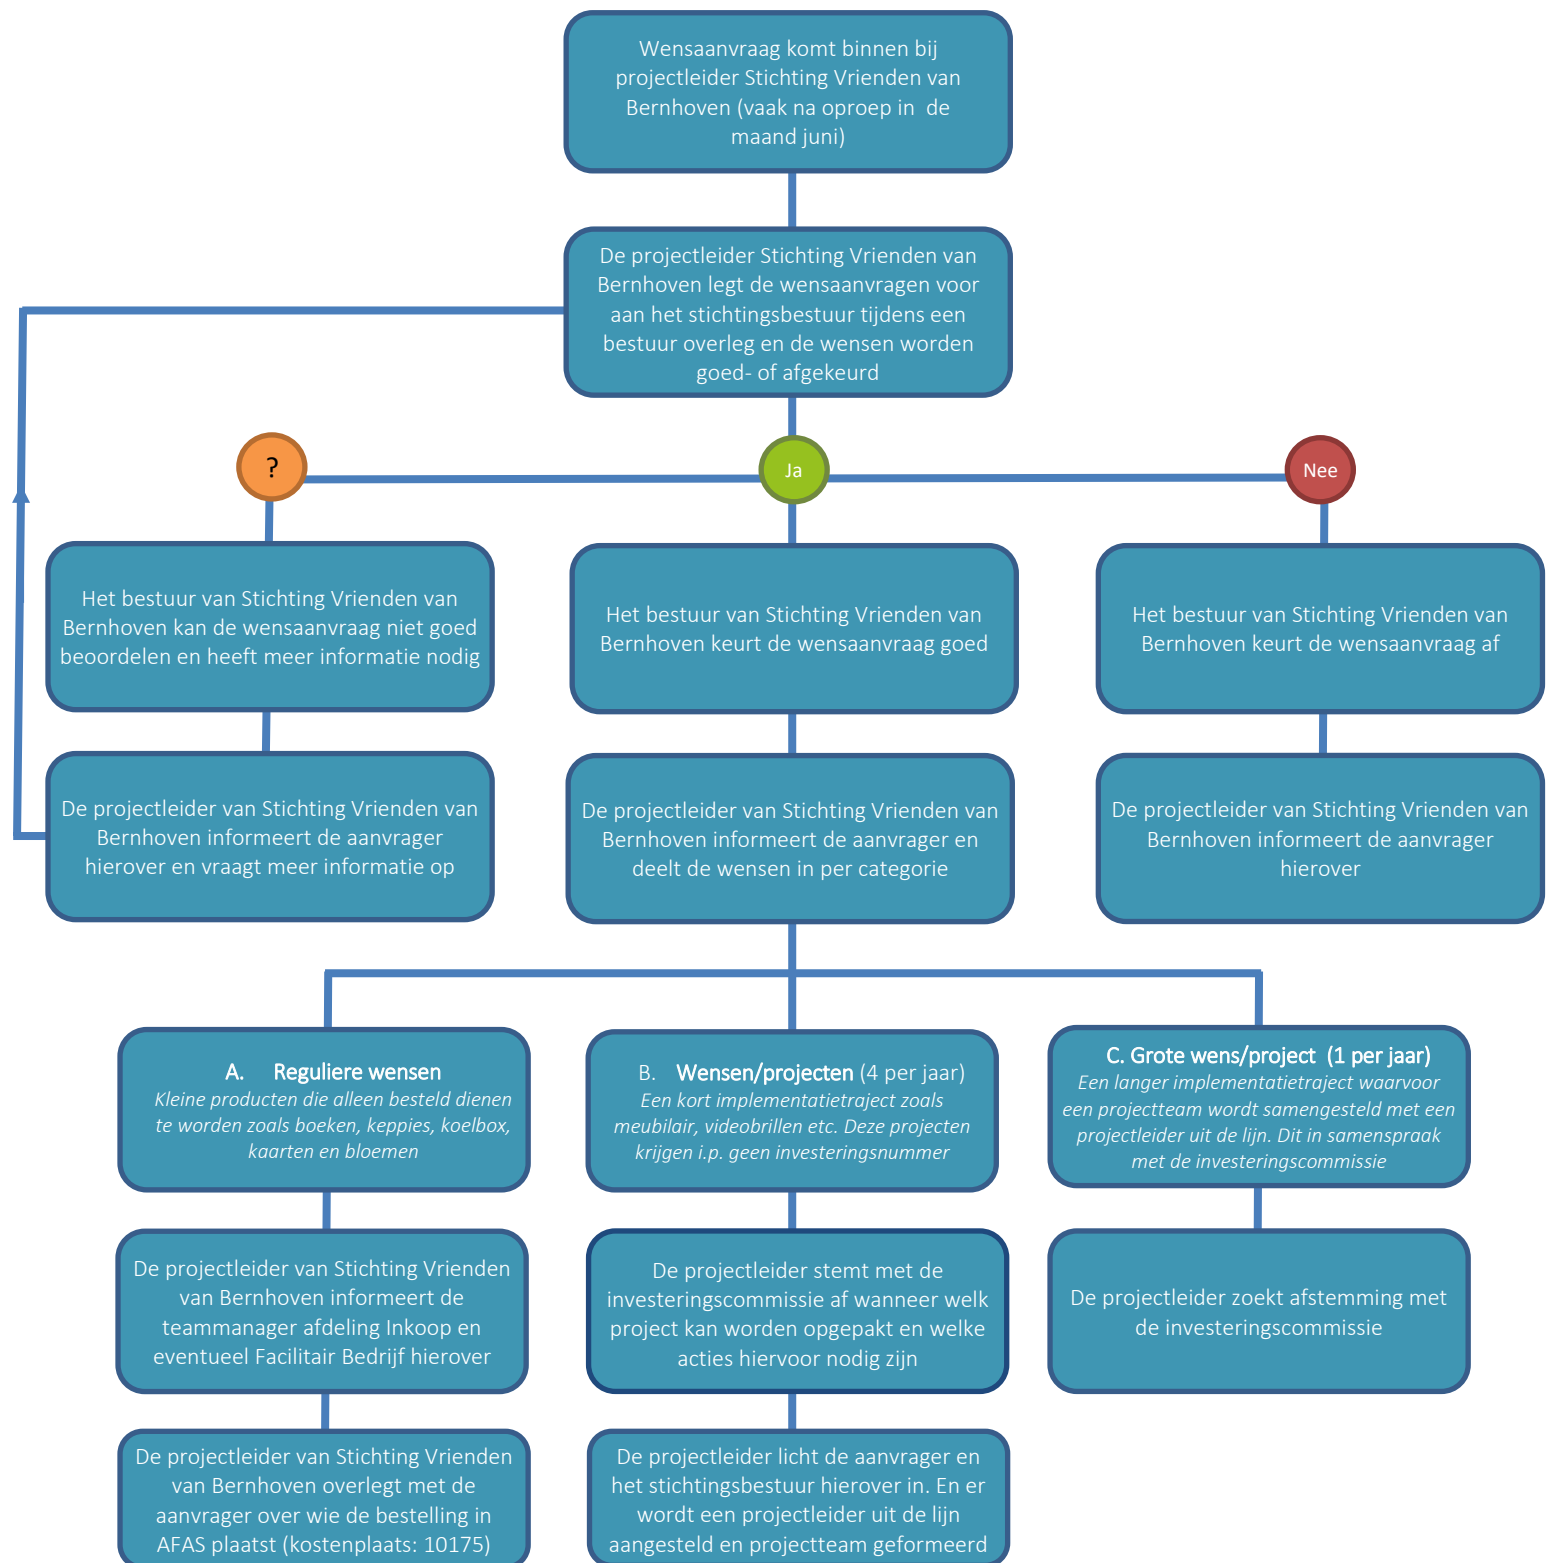 Wensaanvraag komt binnen bij
projectleider Stichting Vrienden van
Bernhoven (vaak na oproep in de
maand juni)
De projectleider Stichting Vrienden van
Bernhoven legt de wensaanvragen voor
aan het stichtingsbestuur tijdens een
bestuur overleg en de wensen worden
goed- of afgekeurd
?
Ja
Nee
Het bestuur van Stichting Vrienden van
Bernhoven kan de wensaanvraag niet goed
beoordelen en heeft meer informatie nodig
Het bestuur van Stichting Vrienden van
Bernhoven keurt de wensaanvraag goed
Het bestuur van Stichting Vrienden van
Bernhoven keurt de wensaanvraag af
De projectleider van Stichting Vrienden van
Bernhoven informeert de aanvrager
hierover en vraagt meer informatie op
De projectleider van Stichting Vrienden van
Bernhoven informeert de aanvrager en
deelt de wensen in per categorie
De projectleider van Stichting Vrienden van
Bernhoven informeert de aanvrager
hierover
A. Reguliere wensen
Kleine producten die alleen besteld dienen
te worden zoals boeken, keppies, koelbox,
kaarten en bloemen
B. Wensen/projecten (4 per jaar)
Een kort implementatietraject zoals
meubilair, videobrillen etc. Deze projecten
krijgen i.p. geen investeringsnummer
C. Grote wens/project (1 per jaar)
Een langer implementatietraject waarvoor
een projectteam wordt samengesteld met een
projectleider uit de lijn. Dit in samenspraak
met de investeringscommissie
De projectleider van Stichting Vrienden
van Bernhoven informeert de
teammanager afdeling Inkoop en
eventueel Facilitair Bedrijf hierover
De projectleider stemt met de
investeringscommissie af wanneer welk
project kan worden opgepakt en welke
acties hiervoor nodig zijn
De projectleider zoekt afstemming met
de investeringscommissie
De projectleider van Stichting Vrienden
van Bernhoven overlegt met de
aanvrager over wie de bestelling in
AFAS plaatst (kostenplaats: 10175)
De projectleider licht de aanvrager en
het stichtingsbestuur hierover in. En er
wordt een projectleider uit de lijn
aangesteld en projectteam geformeerd